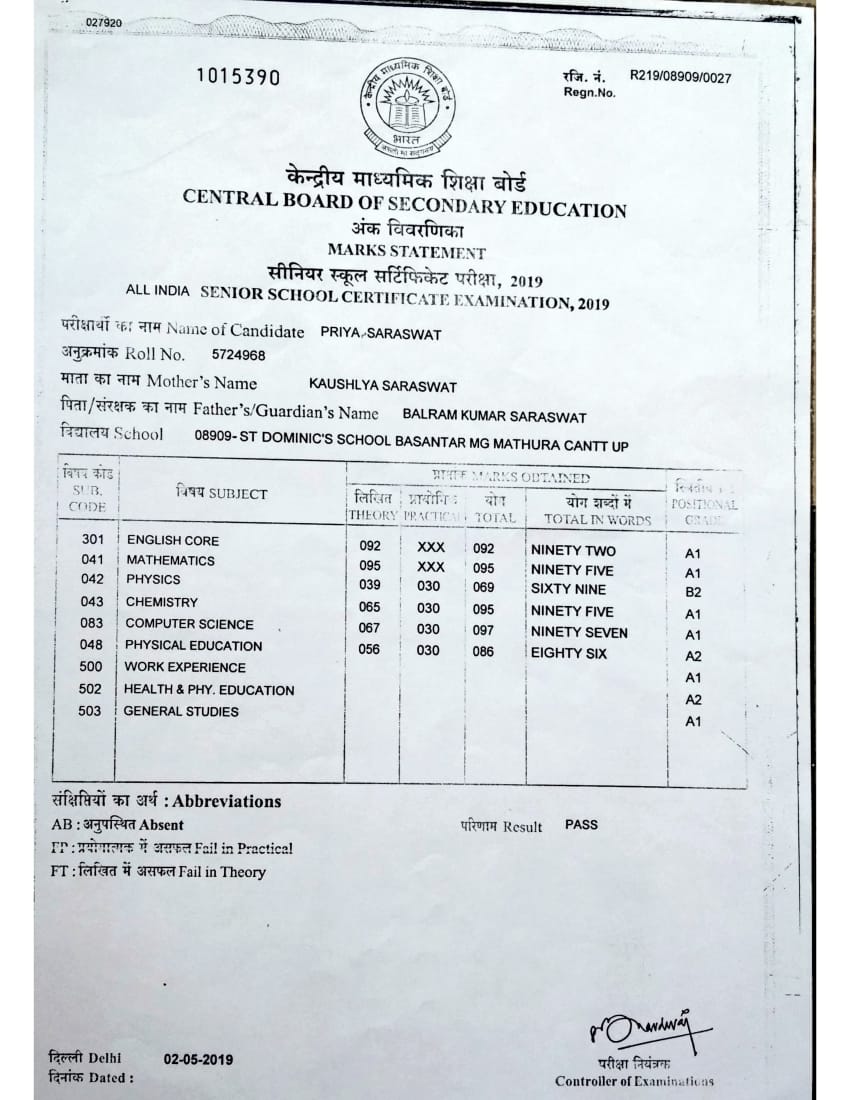 027920
1015390
रजि. नं. R219/08909/0027
Regn.No.
केन्द्रीय माध्यमिक शिक्षा बोर्ड
भारत
असतो मा सद्गमय
केन्द्रीय माध्यमिक शिक्षा बोर्ड
CENTRAL BOARD OF SECONDARY EDUCATION
अंक विवरणिका
MARKS STATEMENT
सीनियर स्कूल सर्टिफिकेट परीक्षा, 2019
ALL INDIA SENIOR SCHOOL CERTIFICATE EXAMINATION, 2019
परीक्षार्थी का नाम Name of Candidate PRIYA SARASWAT
अनुक्रमांक Roll No. 5724968
माता का नाम Mother's Name KAUSHLYA SARASWAT
पिता/संरक्षक का नाम Father's/Guardian's Name BALRAM KUMAR SARASWAT
विद्यालय School 08909- ST DOMINIC'S SCHOOL BASANTAR MG MATHURA CANTT UP
विषय कोड SUB. CODE
विषय SUBJECT
प्राप्तांक MARKS OBTAINED
लिखित THEORY
प्रायोगिक PRACTICAL
योग TOTAL
योग शब्दों में TOTAL IN WORDS
POSITIONAL GRADE
301 ENGLISH CORE 092 XXX 092 NINETY TWO A1
041 MATHEMATICS 095 XXX 095 NINETY FIVE A1
042 PHYSICS 039 030 069 SIXTY NINE B2
043 CHEMISTRY 065 030 095 NINETY FIVE A1
083 COMPUTER SCIENCE 067 030 097 NINETY SEVEN A1
048 PHYSICAL EDUCATION 056 030 086 EIGHTY SIX A2
500 WORK EXPERIENCE A1
502 HEALTH & PHY. EDUCATION A2
503 GENERAL STUDIES A1
संक्षिप्तियों का अर्थ : Abbreviations
AB : अनुपस्थित Absent
परिणाम Result PASS
FP : प्रयोगात्मक में असफल Fail in Practical
FT : लिखित में असफल Fail in Theory
दिल्ली Delhi 02-05-2019
दिनांक Dated :
परीक्षा नियंत्रक
Controller of Examinations